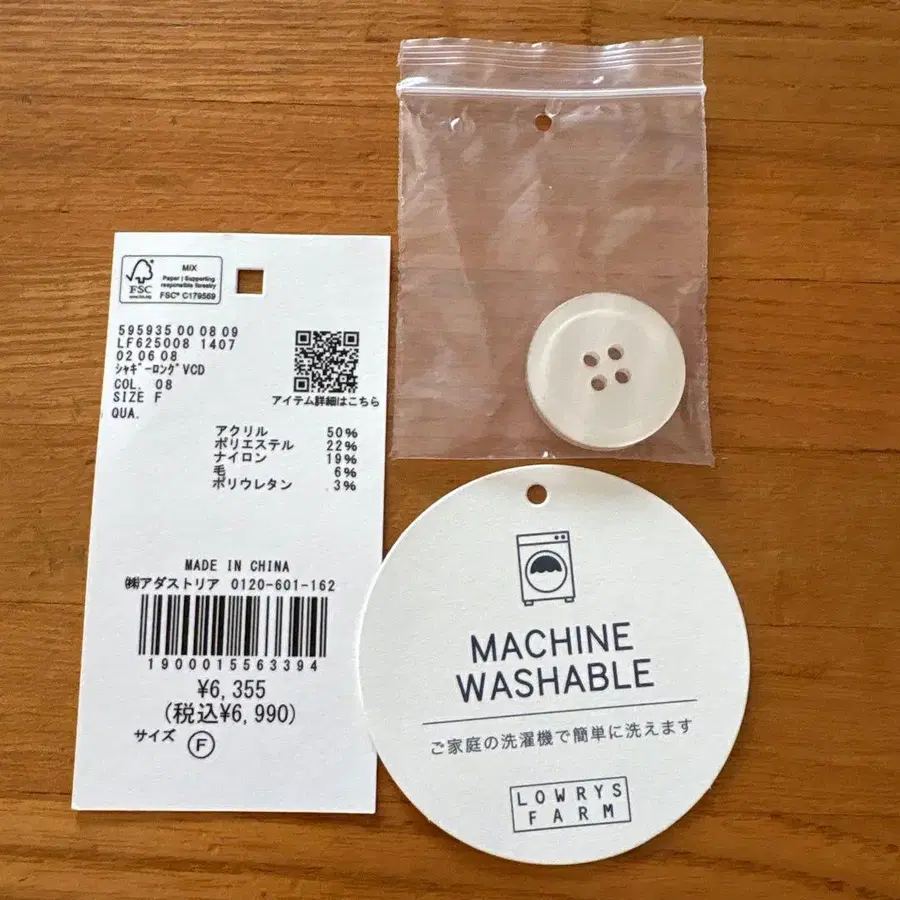 MIX
Paper | Supporting
responsible forestry
FSC® C179569
FSC
595935 00 08 09
LF625008 1407
02 06 08
ｼｬｷﾞｰﾛﾝｸﾞVCD
COL. 08
SIZE F
QUA.
アイテム詳細はこちら
アクリル 50%
ポリエステル 22%
ナイロン 19%
毛 6%
ポリウレタン 3%
MADE IN CHINA
㈱アダストリア 0120-601-162
1900015563394
¥6,355
(税込¥6,990)
サイズ F
MACHINE
WASHABLE
ご家庭の洗濯機で簡単に洗えます
LOWRYS
FARM